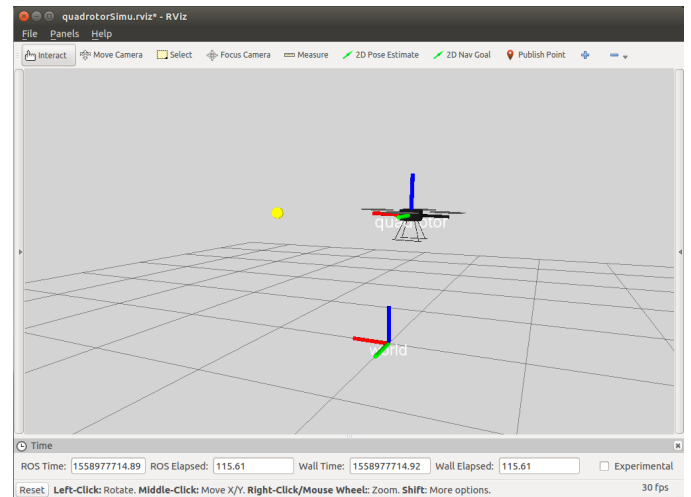 quadrotorSimu.rviz* - RViz
File Panels Help
Interact Move Camera Select Focus Camera Measure 2D Pose Estimate 2D Nav Goal Publish Point
quadrotor
world
Time
ROS Time: 1558977714.89 ROS Elapsed: 115.61 Wall Time: 1558977714.92 Wall Elapsed: 115.61 Experimental
Reset Left-Click: Rotate. Middle-Click: Move X/Y. Right-Click/Mouse Wheel:: Zoom. Shift: More options. 30 fps